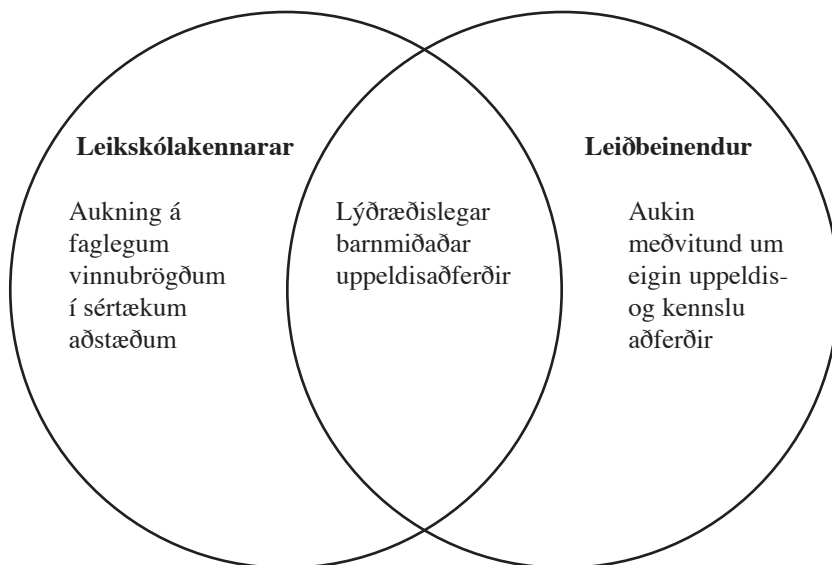 Leikskólakennarar
Aukning á
faglegum
vinnubrögðum
í sértækum
aðstæðum
Lýðræðislegar
barnmiðaðar
uppeldisaðferðir
Leiðbeinendur
Aukin
meðvitund um
eigin uppeldis-
og kennslu
aðferðir